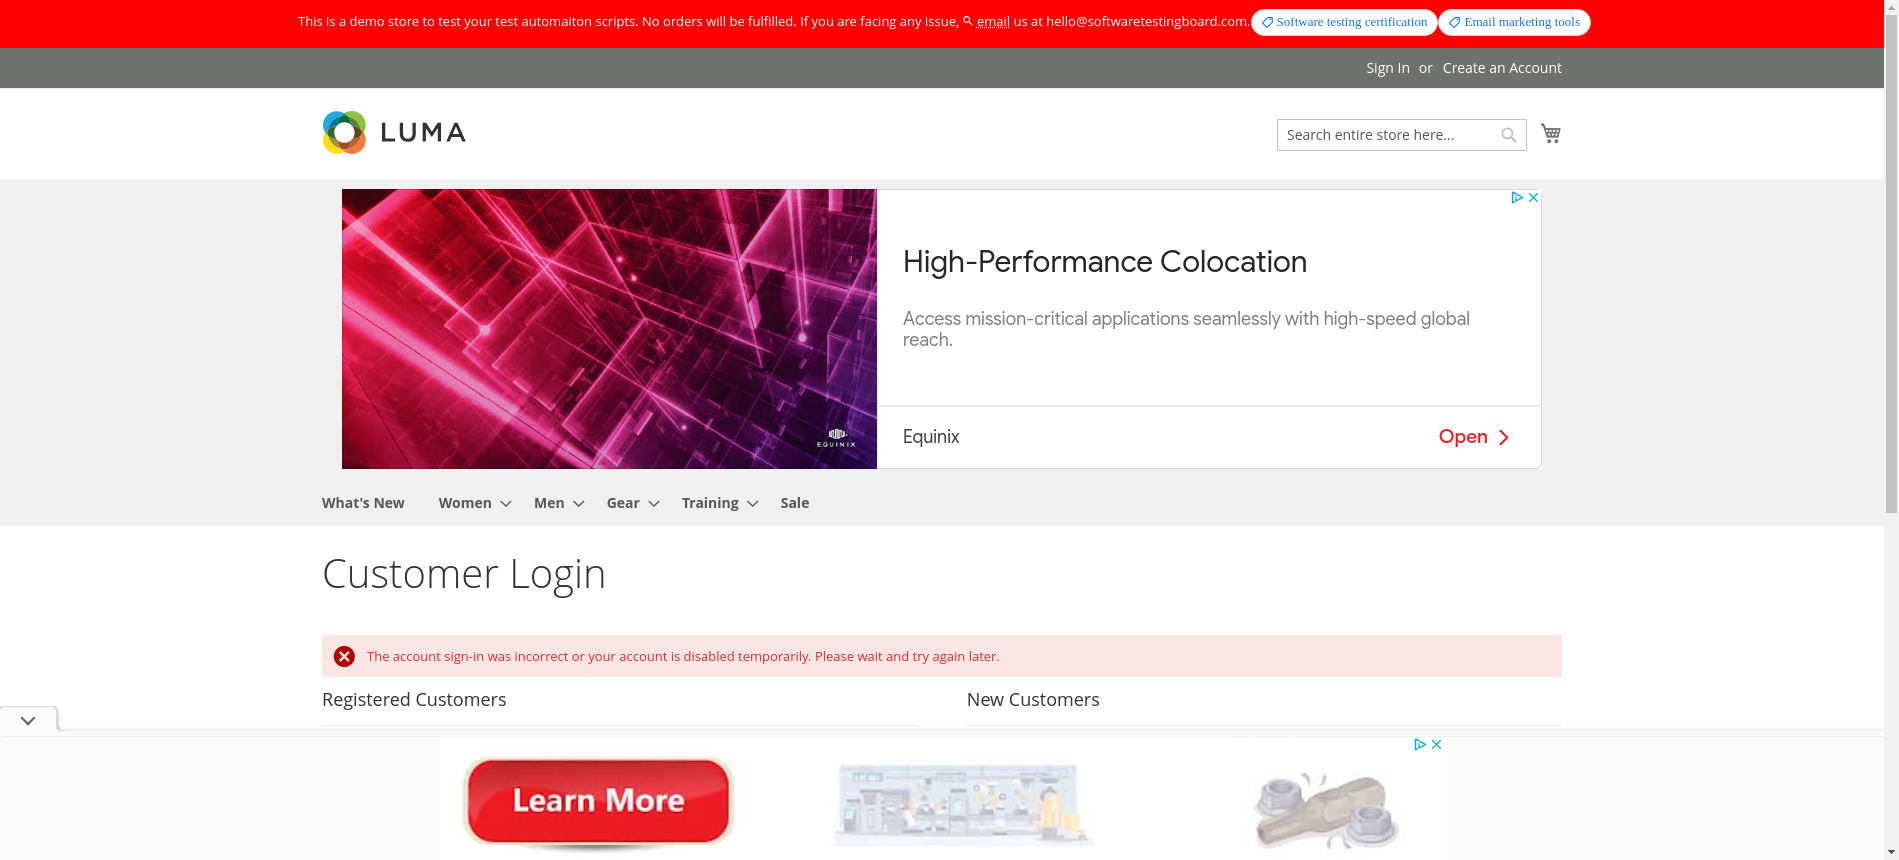 This is a demo store to test your test automaiton scripts. No orders will be fulfilled. If you are facing any issue, email us at hello@softwaretestingboard.com. Software testing certification Email marketing tools
Sign In or Create an Account
LUMA
Search entire store here...
High-Performance Colocation
Access mission-critical applications seamlessly with high-speed global
reach.
EQUINIX
Equinix
Open
What's New Women Men Gear Training Sale
Customer Login
The account sign-in was incorrect or your account is disabled temporarily. Please wait and try again later.
Registered Customers
New Customers
Learn More